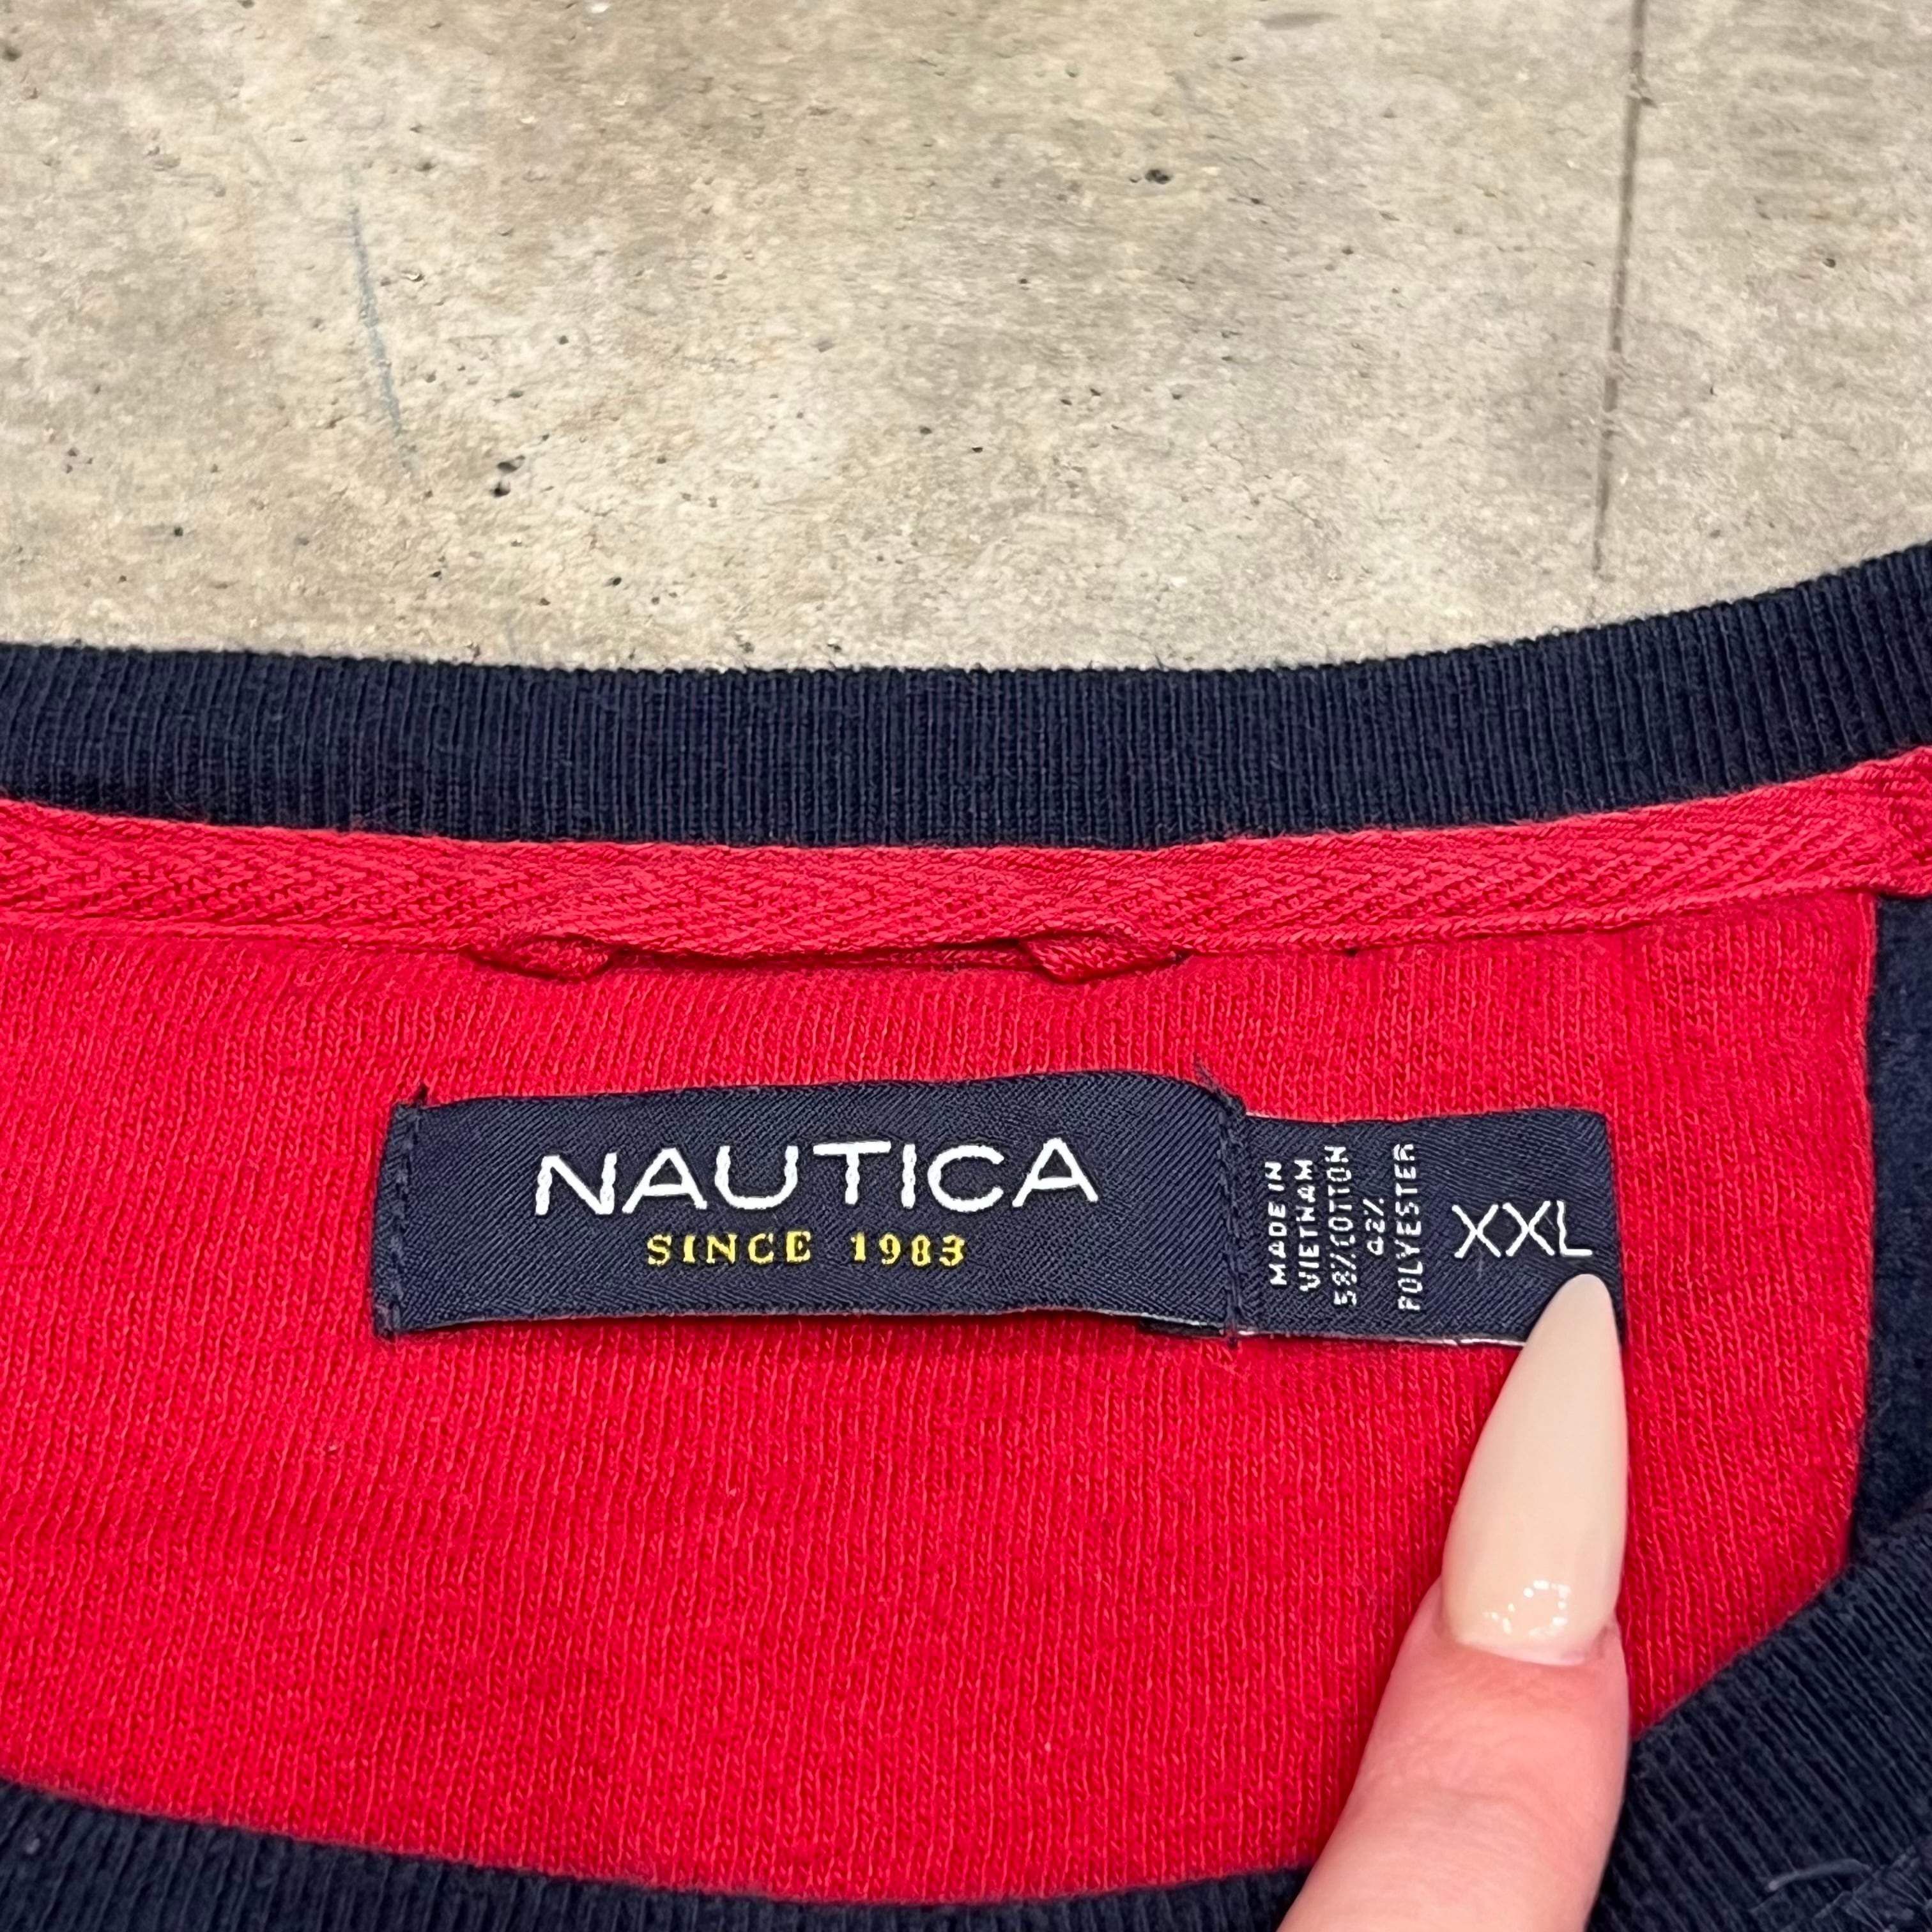 NAUTICA
SINCE 1983
MADE IN
VIETNAM
58% COTTON
42%
POLYESTER
XXL